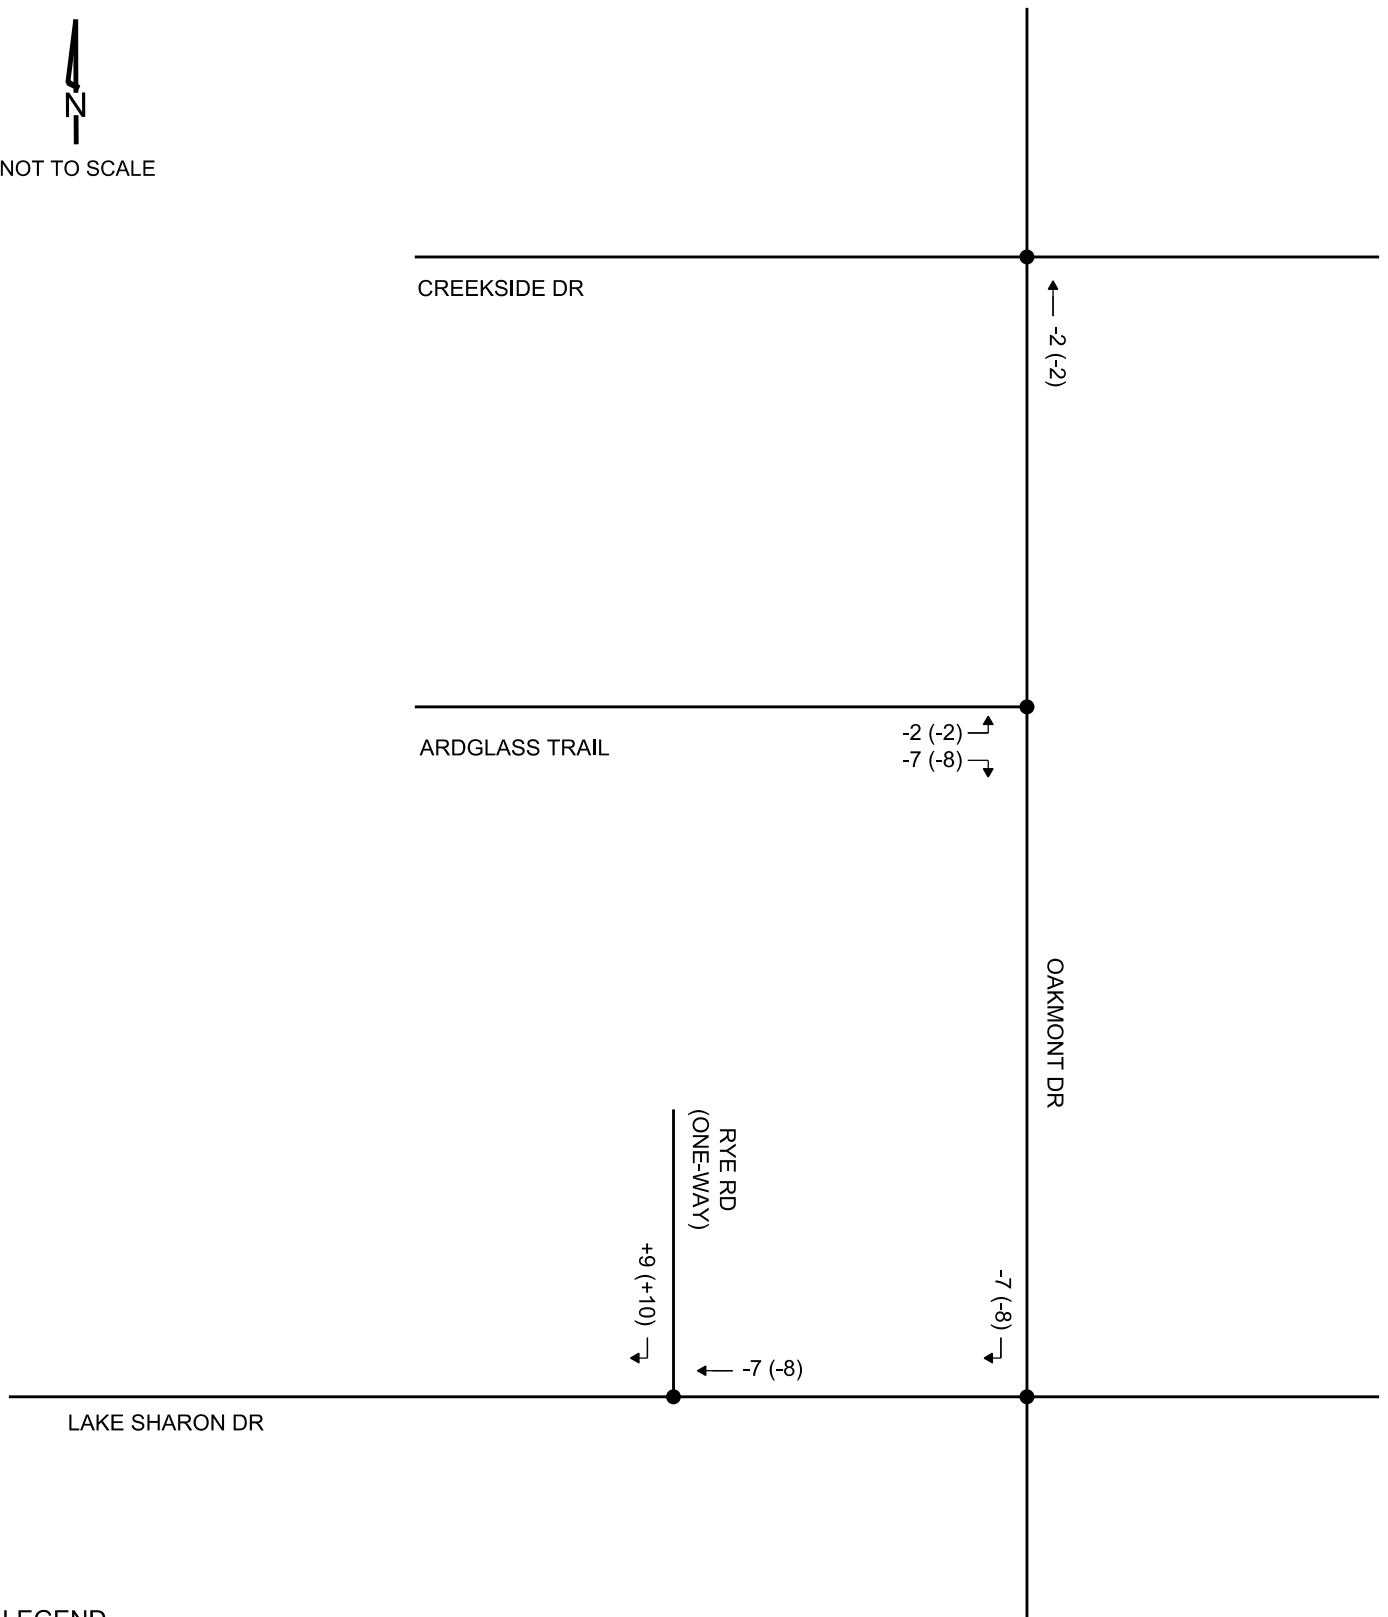 N
NOT TO SCALE
CREEKSIDE DR
-2 (-2)
ARDGLASS TRAIL
-2 (-2)
-7 (-8)
OAKMONT DR
RYE RD
(ONE-WAY)
+9 (+10)
-7 (-8)
-7 (-8)
LAKE SHARON DR
LEGEND